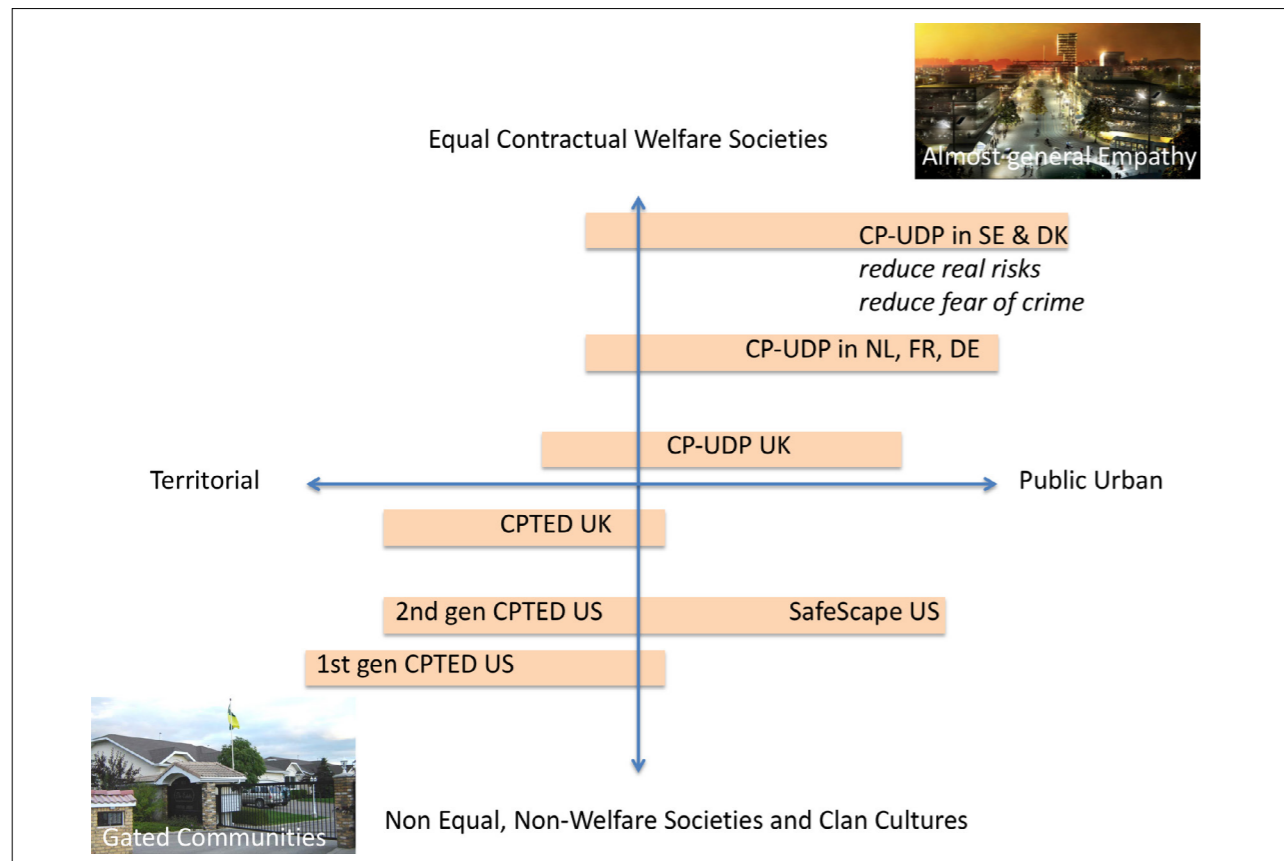 Almost-general Empathy
Equal Contractual Welfare Societies
CP-UDP in SE & DK
reduce real risks
reduce fear of crime
CP-UDP in NL, FR, DE
CP-UDP UK
Territorial
Public Urban
CPTED UK
2nd gen CPTED US
SafeScape US
1st gen CPTED US
Gated Communities
Non Equal, Non-Welfare Societies and Clan Cultures